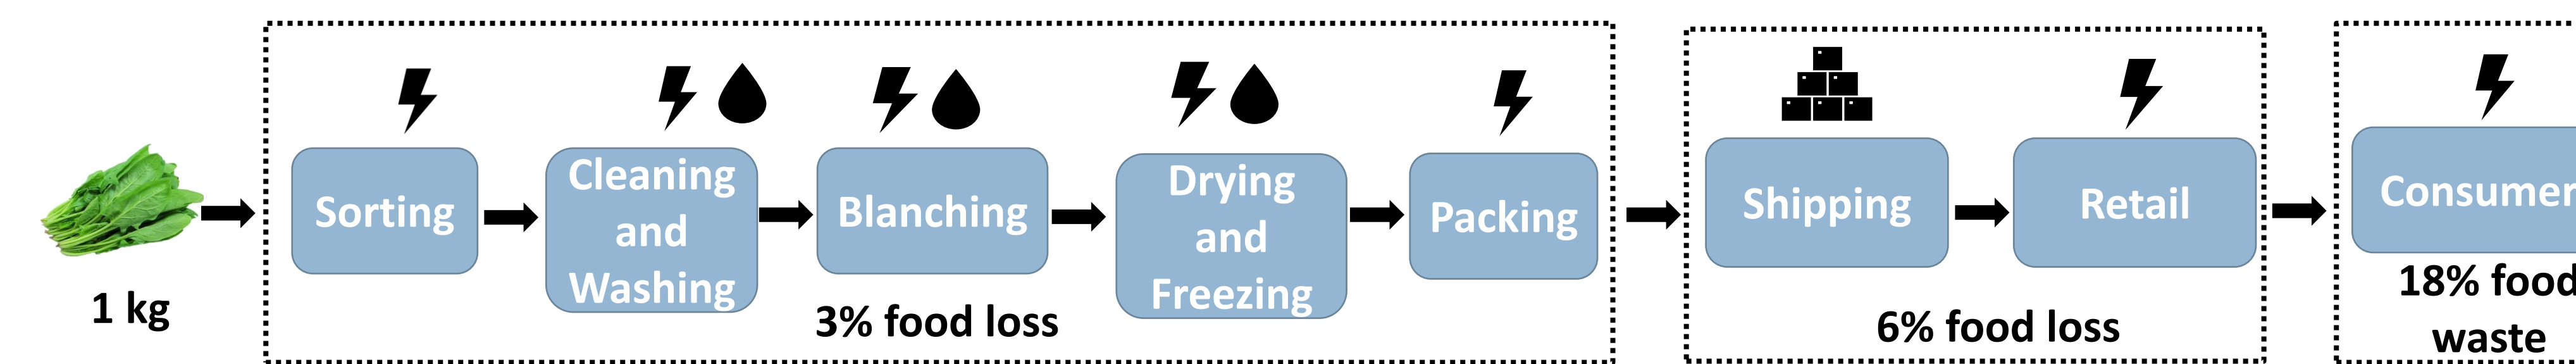 1 kg
Sorting
Cleaning
and
Washing
Blanching
Drying
and
Freezing
Packing
3% food loss
Shipping
Retail
6% food loss
Consumer
18% food
waste